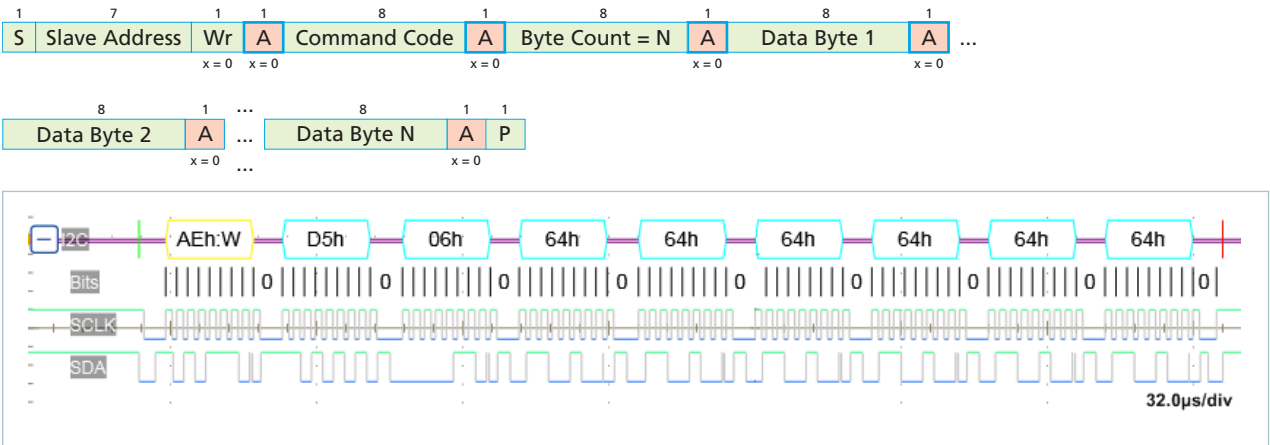 1 7 1 1 8 1 8 1 8 1
S Slave Address Wr A Command Code A Byte Count = N A Data Byte 1 A ...
x = 0 x = 0 x = 0 x = 0 x = 0
8 1 ... 8 1 1
Data Byte 2 A ... Data Byte N A P
x = 0 ... x = 0
I2C AEh:W D5h 06h 64h 64h 64h 64h 64h 64h
Bits 0 0 0 0 0 0 0 0 0
SCLK
SDA
32.0µs/div